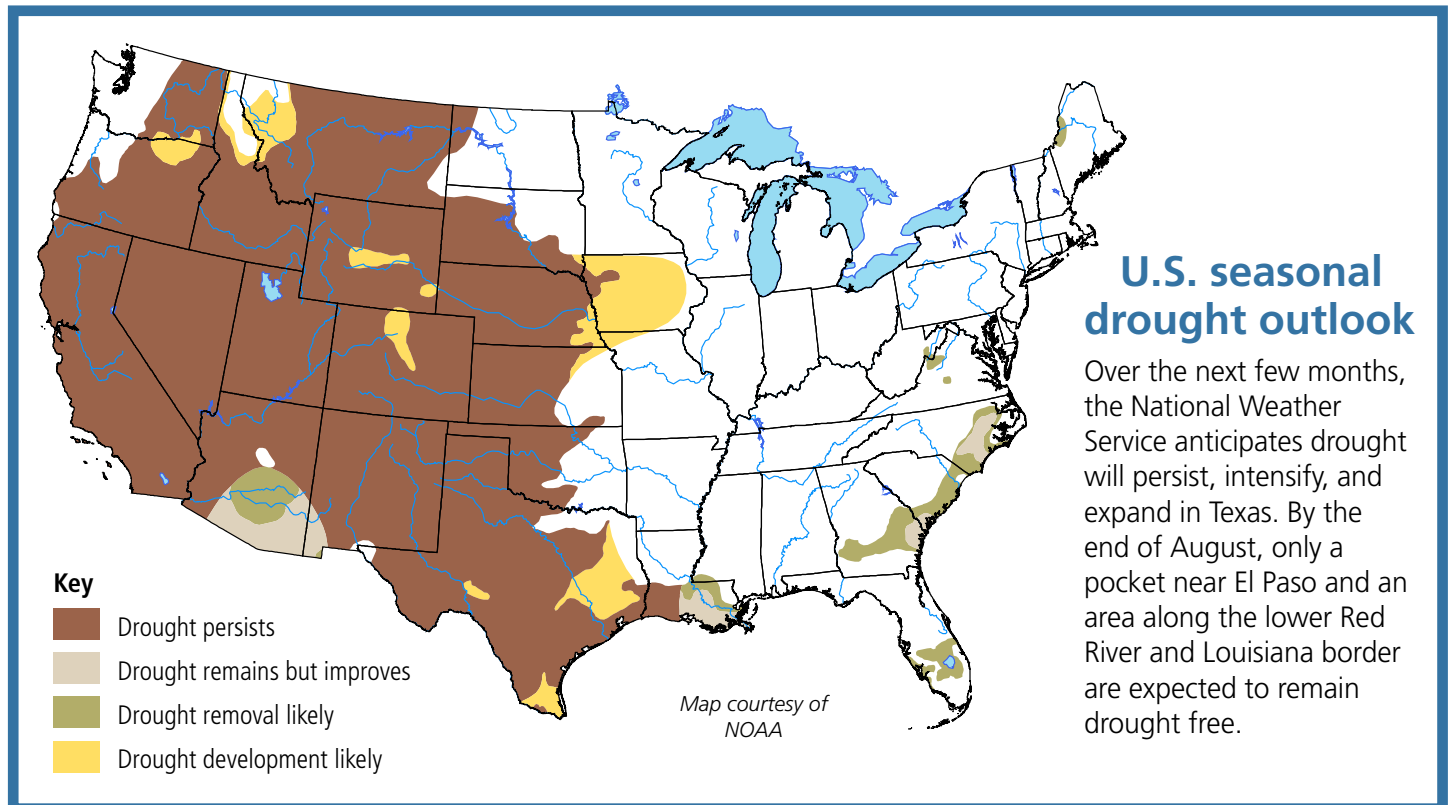 U.S. seasonal
drought outlook
Over the next few months,
the National Weather
Service anticipates drought
will persist, intensify, and
expand in Texas. By the
end of August, only a
pocket near El Paso and an
area along the lower Red
River and Louisiana border
are expected to remain
drought free.
Key
Drought persists
Drought remains but improves
Drought removal likely
Drought development likely
Map courtesy of
NOAA